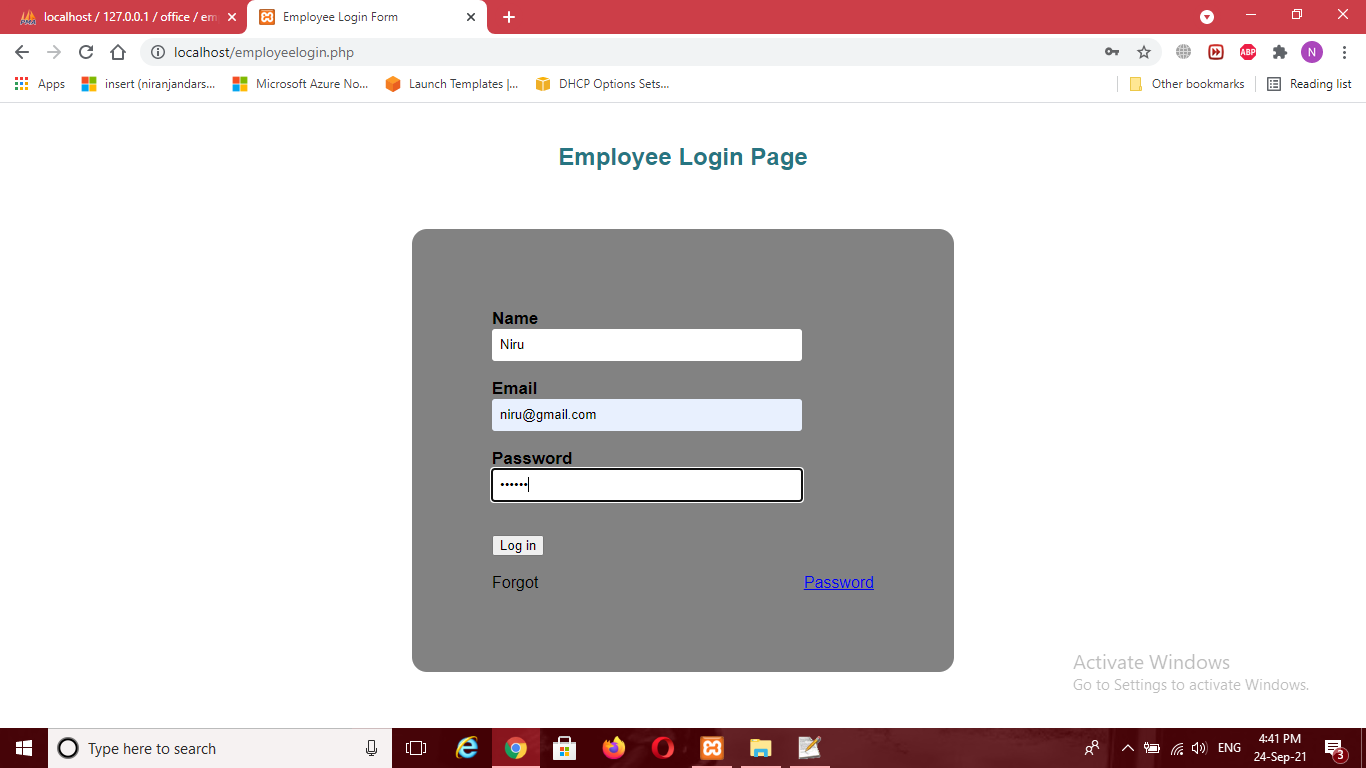 localhost / 127.0.0.1 / office / em
Employee Login Form
localhost/employeelogin.php
ABP
N
Apps
insert (niranjandars...
Microsoft Azure No...
Launch Templates |...
DHCP Options Sets...
Other bookmarks
Reading list
Employee Login Page
Name
Niru
Email
niru@gmail.com
Password
••••••
Log in
Forgot
Password
Activate Windows
Go to Settings to activate Windows.
Type here to search
ENG
4:41 PM
24-Sep-21
3